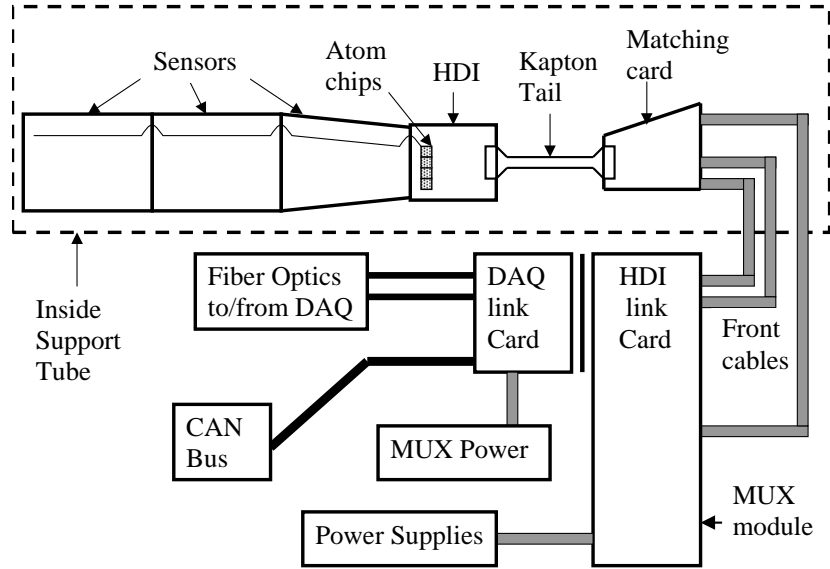 Sensors
Atom
chips
HDI
Kapton
Tail
Matching
card
Inside
Support
Tube
Fiber Optics
to/from DAQ
DAQ
link
Card
HDI
link
Card
Front
cables
CAN
Bus
MUX Power
Power Supplies
MUX
module